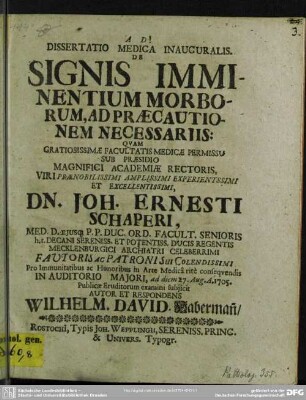 3.
A. D!
DISSERTATIO MEDICA INAUGURALIS.
DE
SIGNIS IMMI-
NENTIUM MORBO-
RUM, AD PRÆCAUTIO-
NEM NECESSARIIS:
QVAM
GRATIOSISSIMÆ FACULTATIS MEDICÆ PERMISSU
SUB PRÆSIDIO
MAGNIFICI ACADEMIÆ RECTORIS,
VIRI PRÆNOBILISSIMI AMPLISSIMI EXPERIENTISSIMI
ET EXCELLENTISSIMI,
DN. JOH. ERNESTI
SCHAPERI,
MED. D. EJUSQ; P. P. DUC. ORD. FACULT. SENIORIS
h. t. DECANI SERENISS. ET POTENTISS. DUCIS REGENTIS
MECKLENBURGICI ARCHIATRI CELEBERRIMI
FAUTORIS ac PATRONI Sui COLENDISSIMI
Pro Immunitatibus ac Honoribus in Arte Medicâ ritè conseqvendis
IN AUDITORIO MAJORI, ad diem 27. Aug. A. 1705.
Publicæ Eruditorum examini subjicit
AUTOR ET RESPONDENS
WILHELM. DAVID. Habermañ/
ROSTOCHI, Typis JOH. WEPPLINGII, SERENISS. PRINC.
& UNIVERS. Typogr.